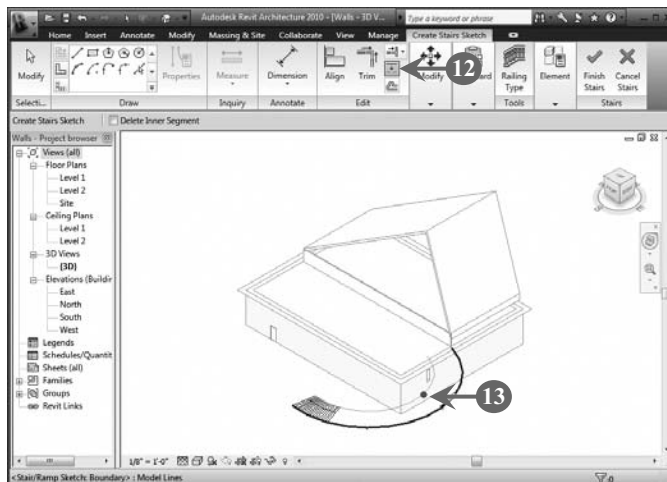 Autodesk Revit Architecture 2010 - [Walls - 3D V...
Type a keyword or phrase
Home Insert Annotate Modify Massing & Site Collaborate View Manage Create Stairs Sketch
Modify Properties Measure Dimension Align Trim Modify Railing Type Element Finish Stairs Cancel Stairs
12
Selecti... Draw Inquiry Annotate Edit Tools Stairs
Create Stairs Sketch Delete Inner Segment
Walls - Project browser
Views (all)
Floor Plans
Level 1
Level 2
Site
Ceiling Plans
Level 1
Level 2
3D Views
(3D)
Elevations (Buildin
East
North
South
West
Legends
Schedules/Quantit
Sheets (all)
Families
Groups
Revit Links
13
1/8" = 1'-0"
<Stair/Ramp Sketch: Boundary> : Model Lines
:0